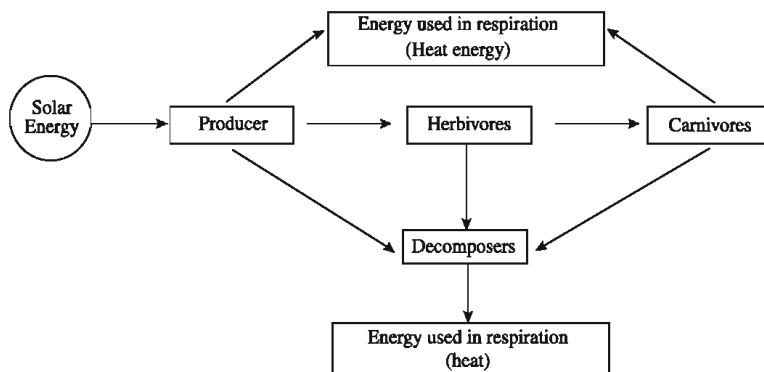 Energy used in respiration
(Heat energy)
Solar
Energy
Producer
Herbivores
Carnivores
Decomposers
Energy used in respiration
(heat)